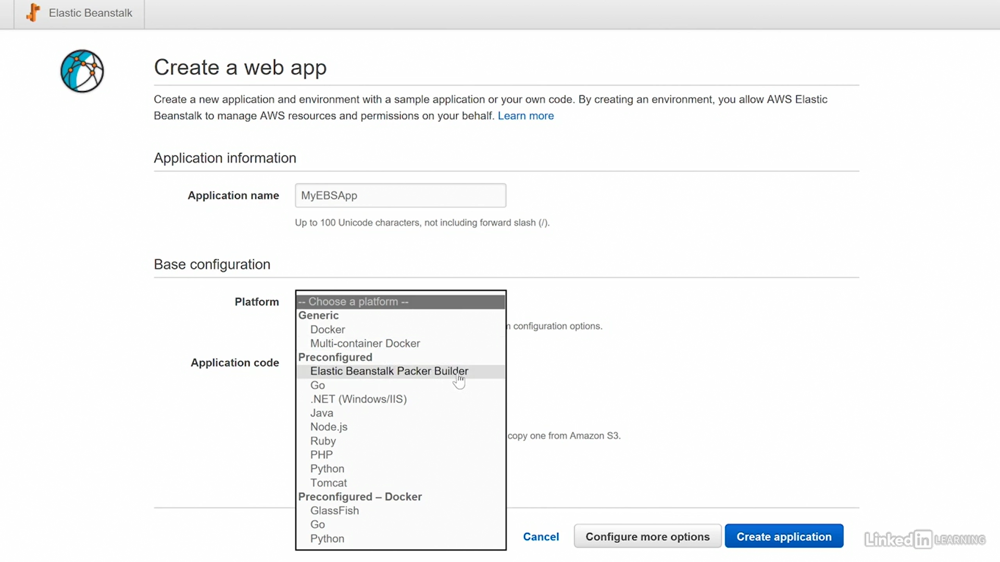 Elastic Beanstalk
Create a web app
Create a new application and environment with a sample application or your own code. By creating an environment, you allow AWS Elastic
Beanstalk to manage AWS resources and permissions on your behalf. Learn more
Application information
Application name
MyEBSApp
Up to 100 Unicode characters, not including forward slash (/).
Base configuration
Platform
-- Choose a platform --
Generic
Docker
configuration options.
Multi-container Docker
Preconfigured
Application code
Elastic Beanstalk Packer Builder
Go
.NET (Windows/IIS)
Java
Node.js
copy one from Amazon S3.
Ruby
PHP
Python
Tomcat
Preconfigured – Docker
GlassFish
Go
Python
Cancel
Configure more options
Create application
Linkedin LEARNING